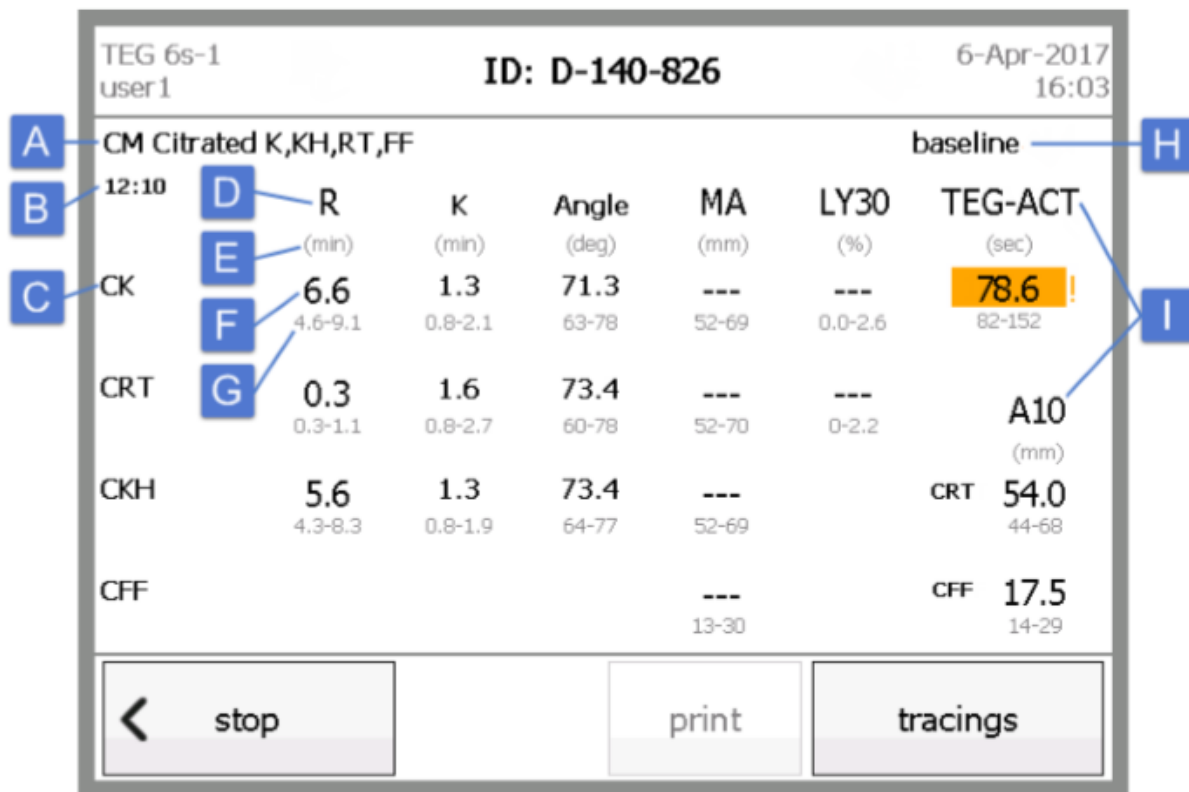 TEG 6s-1
user1
ID: D-140-826
6-Apr-2017
16:03
A
CM Citrated K,KH,RT,FF
baseline
H
B
12:10
D
R
K
Angle
MA
LY30
TEG-ACT
E
(min)
(min)
(deg)
(mm)
(%)
(sec)
C
CK
F
6.6
1.3
71.3
---
---
78.6 !
I
G
4.6-9.1
0.8-2.1
63-78
52-69
0.0-2.6
82-152
CRT
0.3
1.6
73.4
---
---
0.3-1.1
0.8-2.7
60-78
52-70
0-2.2
A10
(mm)
CKH
5.6
1.3
73.4
---
CRT 54.0
4.3-8.3
0.8-1.9
64-77
52-69
44-68
CFF
---
CFF 17.5
13-30
14-29
stop
print
tracings